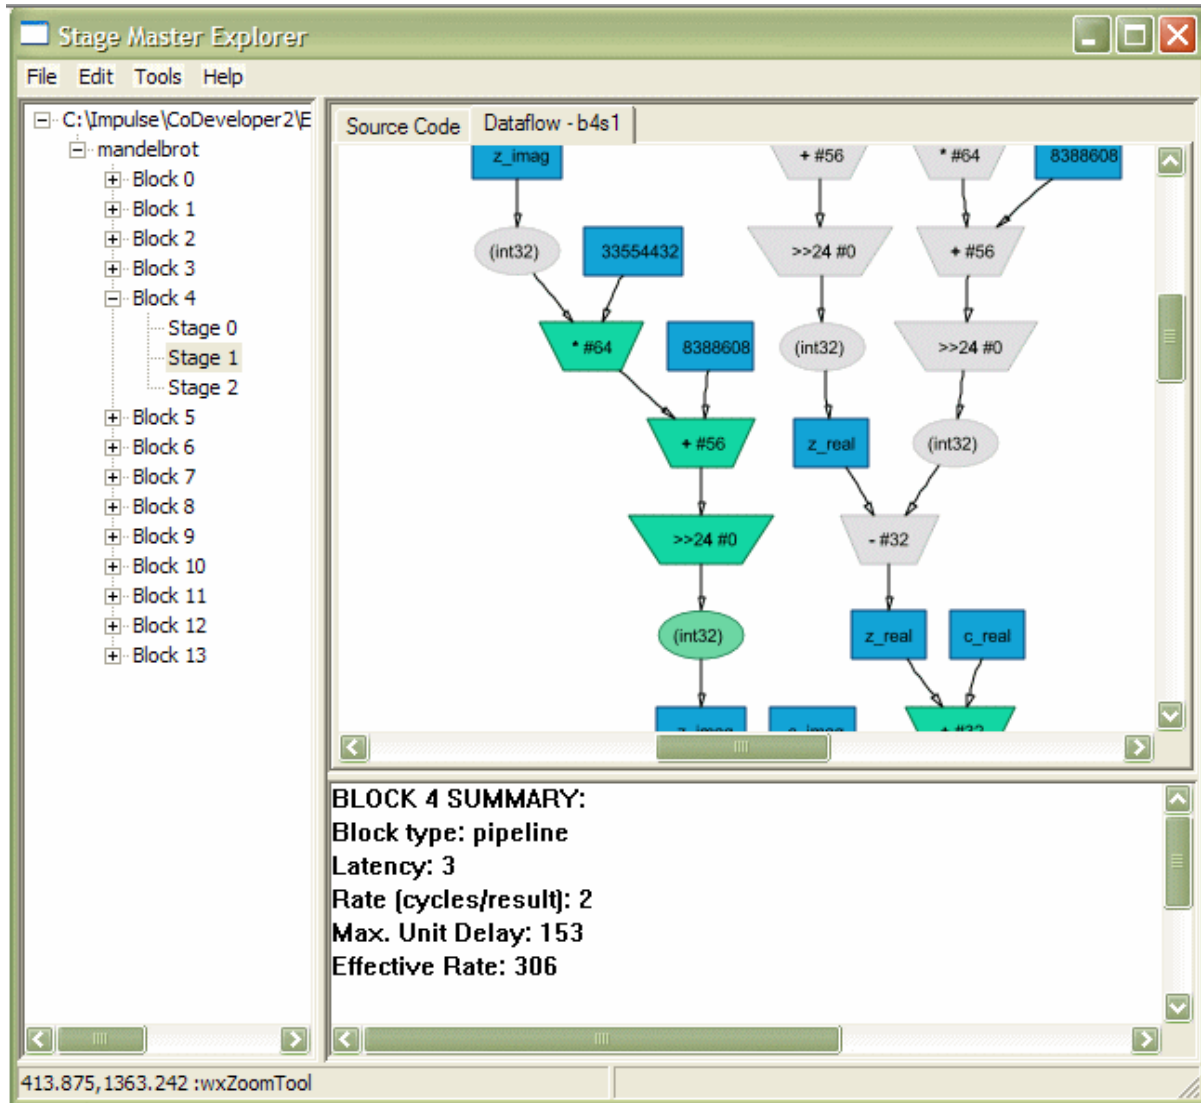 Stage Master Explorer
File Edit Tools Help
C:\Impulse\CoDeveloper2\E
mandelbrot
Block 0
Block 1
Block 2
Block 3
Block 4
Stage 0
Stage 1
Stage 2
Block 5
Block 6
Block 7
Block 8
Block 9
Block 10
Block 11
Block 12
Block 13
Source Code Dataflow - b4s1
z_imag + #56 * #64 8388608
(int32) 33554432 >>24 #0 + #56
* #64 8388608 (int32) >>24 #0
+ #56 z_real (int32)
>>24 #0 - #32
(int32) z_real c_real
z_imag c_imag + #32
BLOCK 4 SUMMARY:
Block type: pipeline
Latency: 3
Rate (cycles/result): 2
Max. Unit Delay: 153
Effective Rate: 306
413.875,1363.242 :wxZoomTool